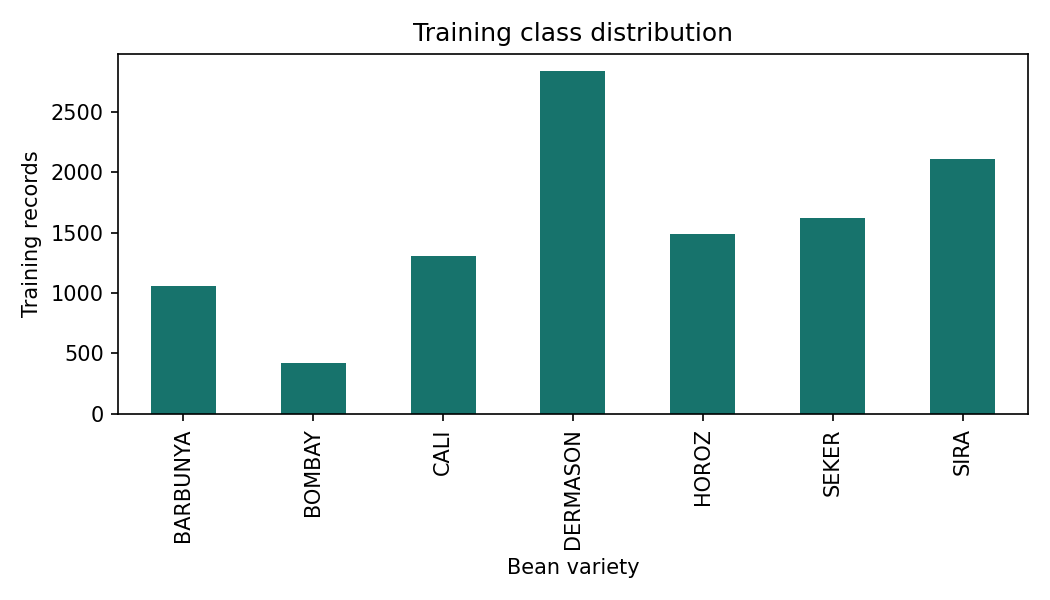 Training class distribution
Training records
2500
2000
1500
1000
500
0
BARBUNYA
BOMBAY
CALI
DERMASON
HOROZ
SEKER
SIRA
Bean variety